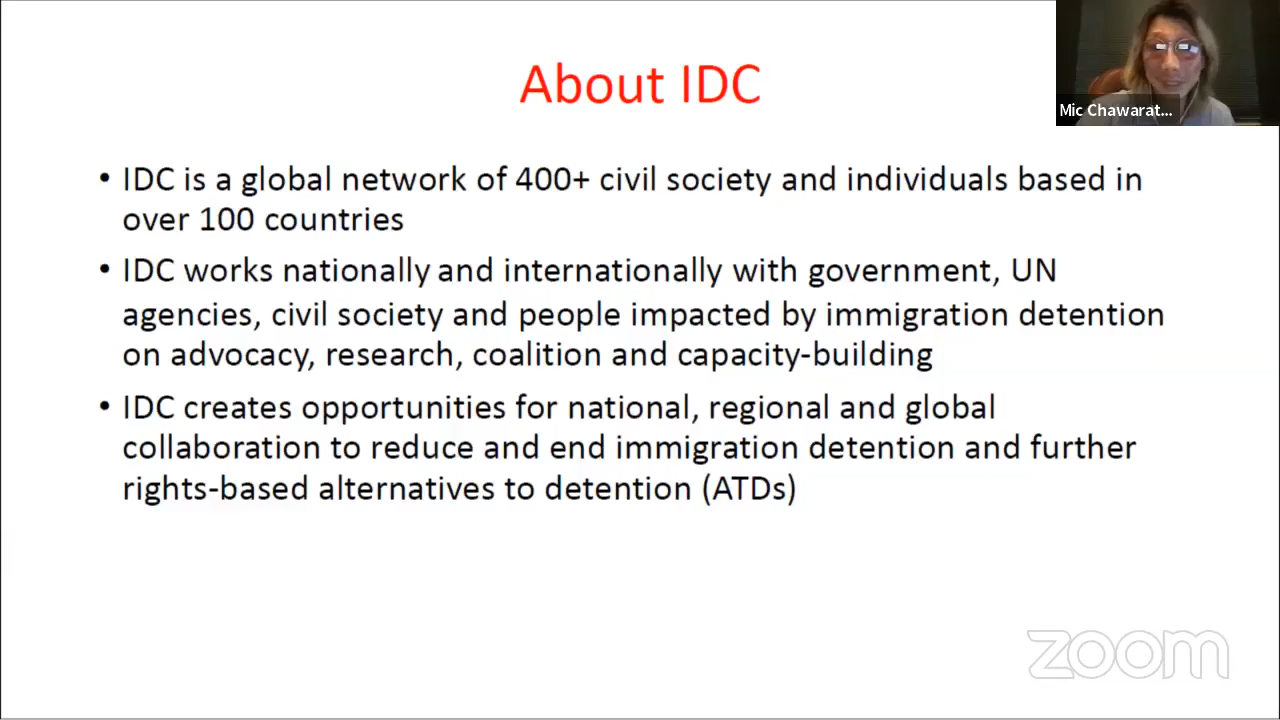 About IDC
Mic Chawarat...
• IDC is a global network of 400+ civil society and individuals based in
over 100 countries
• IDC works nationally and internationally with government, UN
agencies, civil society and people impacted by immigration detention
on advocacy, research, coalition and capacity-building
• IDC creates opportunities for national, regional and global
collaboration to reduce and end immigration detention and further
rights-based alternatives to detention (ATDs)
zoom